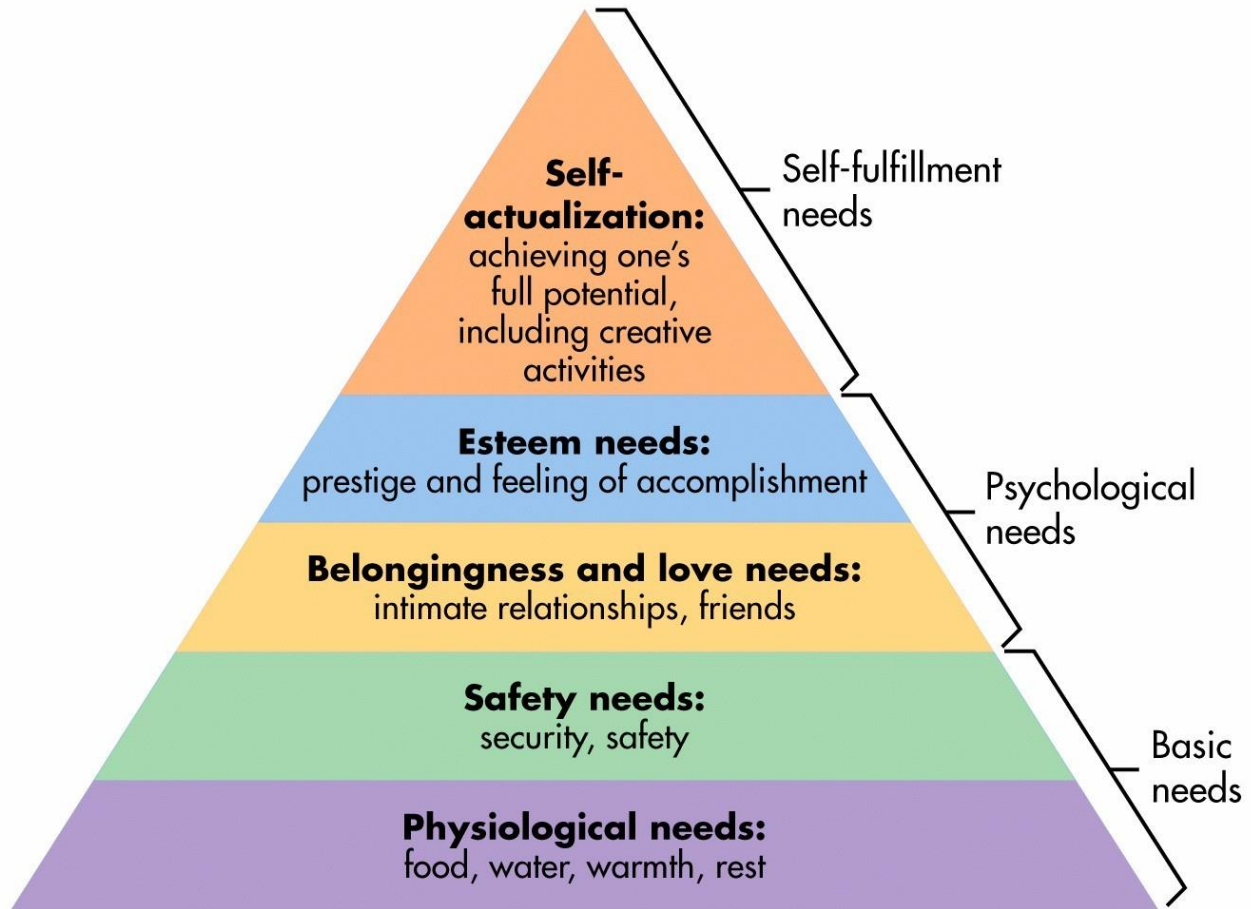 Self-
actualization:
achieving one's
full potential,
including creative
activities
Self-fulfillment
needs
Esteem needs:
prestige and feeling of accomplishment
Psychological
needs
Belongingness and love needs:
intimate relationships, friends
Safety needs:
security, safety
Basic
needs
Physiological needs:
food, water, warmth, rest